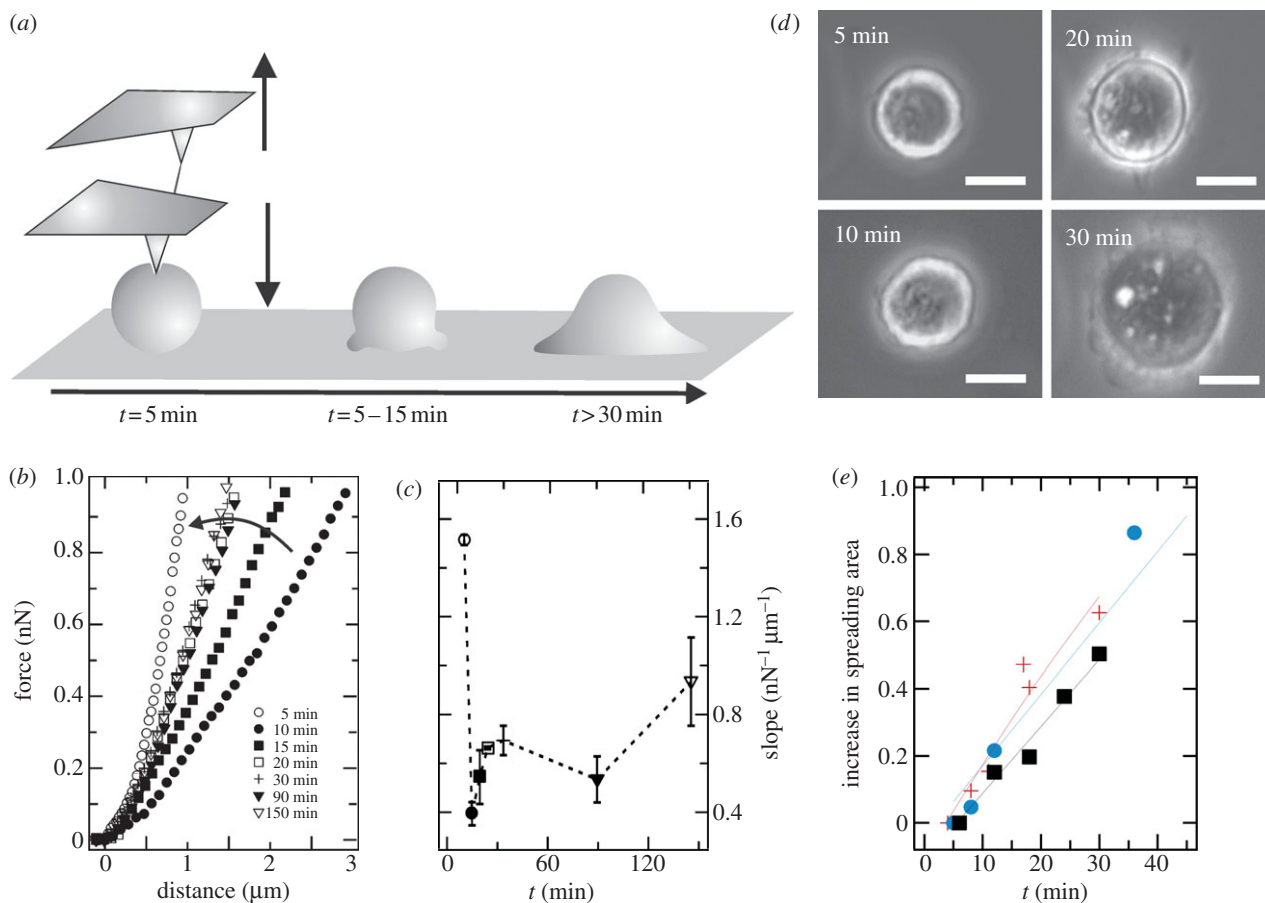 (a)
t = 5 min
t = 5 – 15 min
t > 30 min
(d)
5 min
20 min
10 min
30 min
(b)
1.0
0.8
0.6
0.4
0.2
0
force (nN)
0
1
2
3
distance (μm)
5 min
10 min
15 min
20 min
30 min
90 min
150 min
(c)
1.6
1.2
0.8
0.4
slope (nN⁻¹ μm⁻¹)
0
60
120
t (min)
(e)
1.0
0.8
0.6
0.4
0.2
0
increase in spreading area
0
10
20
30
40
t (min)